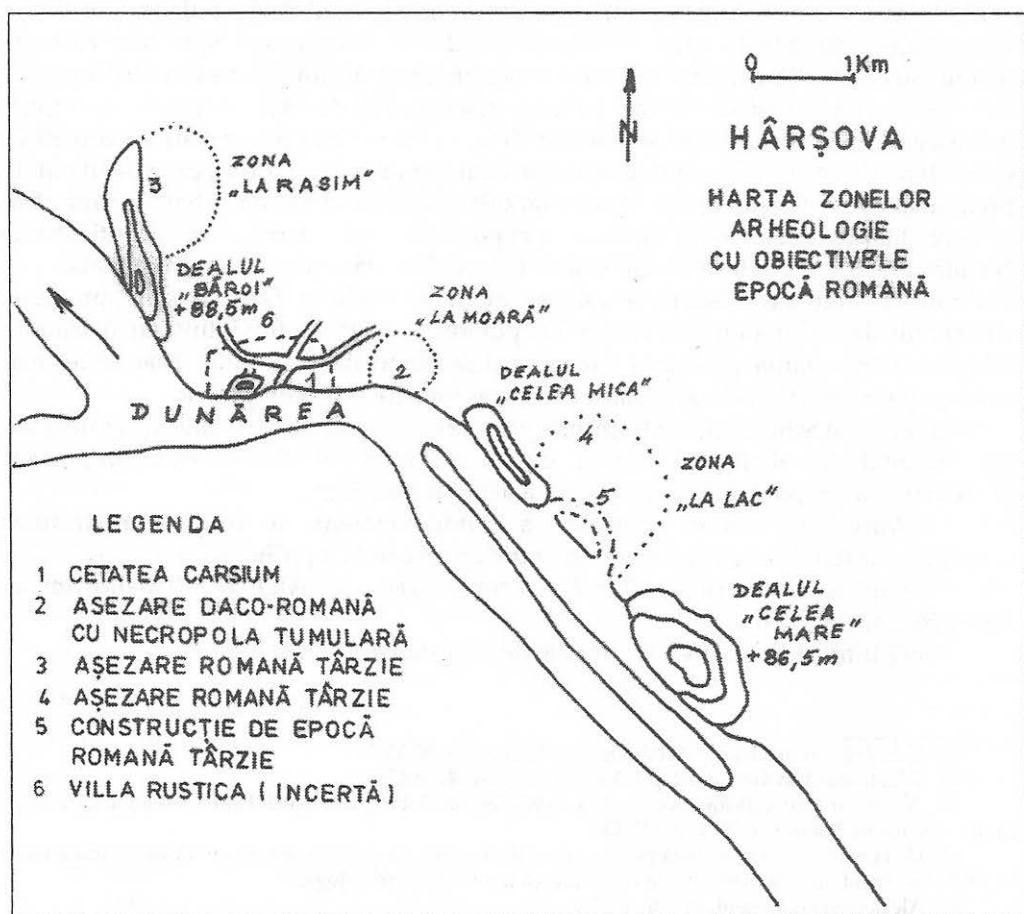 0 1Km
N
HÂRȘOVA
HARTA ZONELOR
ARHEOLOGIE
CU OBIECTIVELE
EPOCĂ ROMANĂ
3
ZONA
„LA RASIM"
DEALUL
„BĂROI"
+88,5m
6
1
ZONA
„LA MOARĂ"
2
DUNĂREA
DEALUL
„CELEA MICA"
4
5
ZONA
„LA LAC"
DEALUL
„CELEA
MARE"
+86,5m
LEGENDA
1 CETATEA CARSIUM
2 AȘEZARE DACO-ROMANĂ
CU NECROPOLA TUMULARĂ
3 AȘEZARE ROMANĂ TÂRZIE
4 AȘEZARE ROMANĂ TÂRZIE
5 CONSTRUCȚIE DE EPOCĂ
ROMANĂ TÂRZIE
6 VILLA RUSTICA (INCERTĂ)